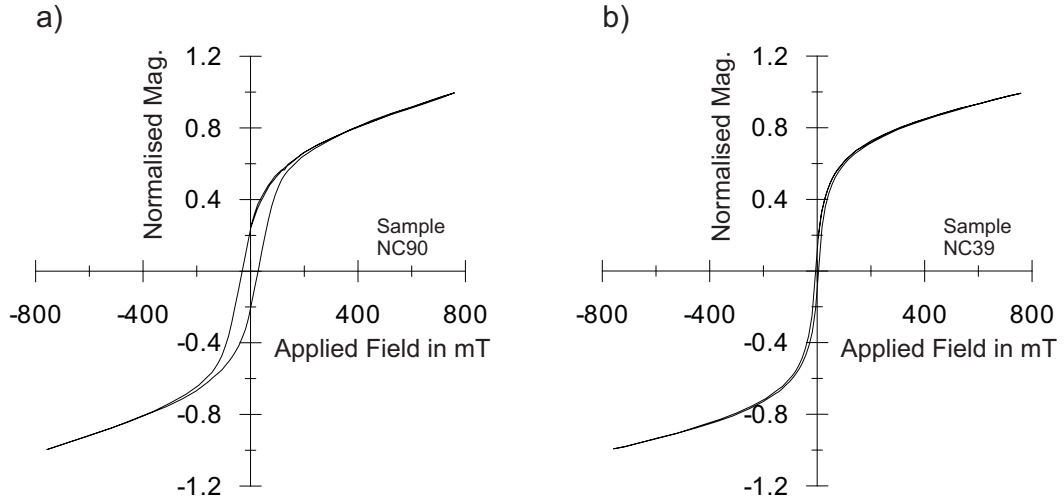 a)
Normalised Mag.
1.2
0.8
0.4
Sample
NC90
-800
-400
400
800
-0.4
Applied Field in mT
-0.8
-1.2
b)
Normalised Mag.
1.2
0.8
0.4
Sample
NC39
-800
-400
400
800
-0.4
Applied Field in mT
-0.8
-1.2